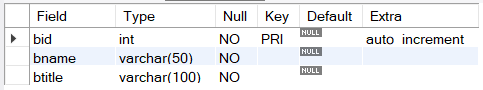 Field Type Null Key Default Extra
bid int NO PRI NULL auto_increment
bname varchar(50) NO NULL
btitle varchar(100) NO NULL